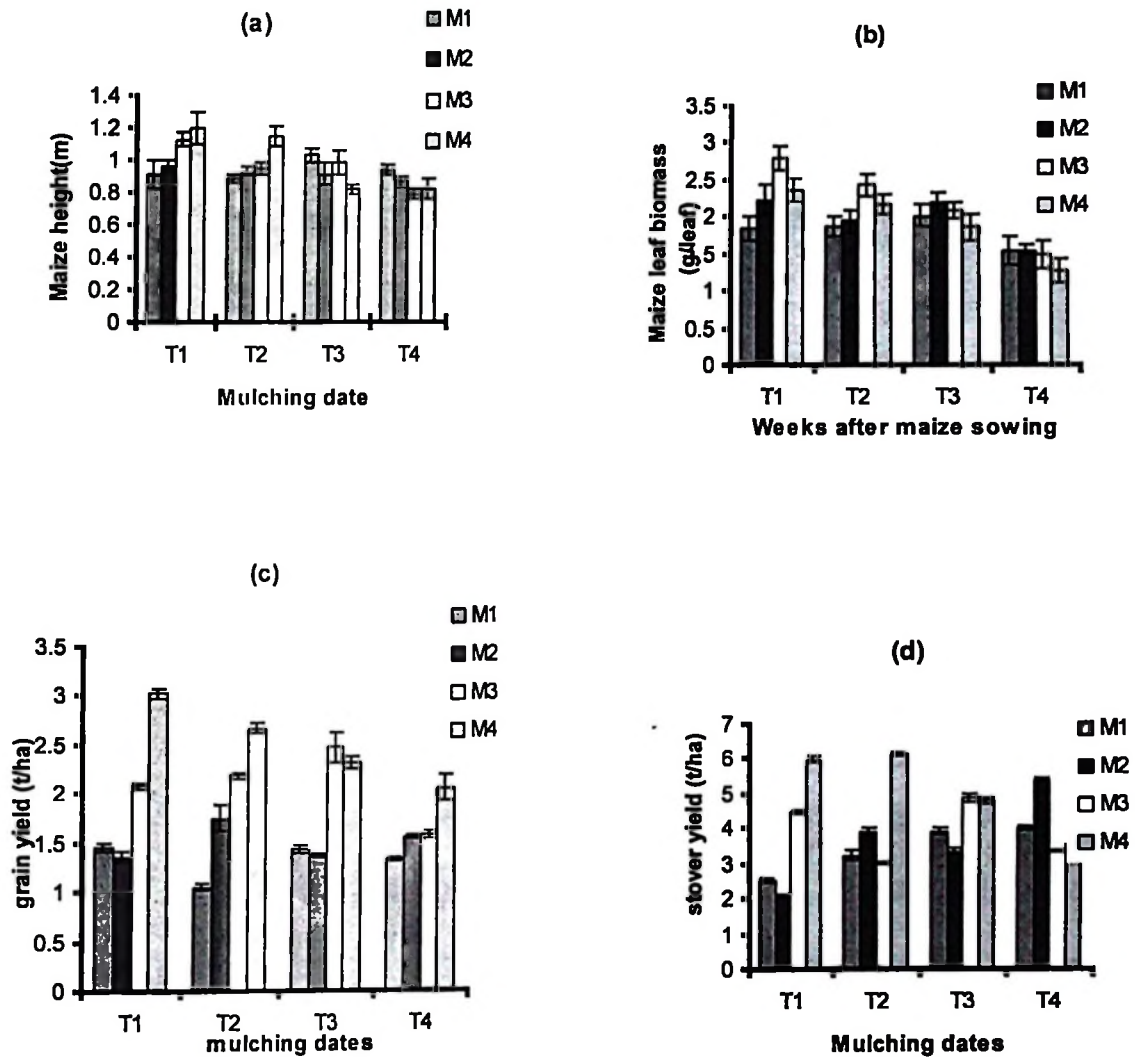 (a)
M1
M2
M3
M4
Maize height(m)
1.4
1.2
1
0.8
0.6
0.4
0.2
0
T1 T2 T3 T4
Mulching date
(b)
M1
M2
M3
M4
Maize leaf biomass
(g/leaf)
3.5
3
2.5
2
1.5
1
0.5
0
T1 T2 T3 T4
Weeks after maize sowing
(c)
M1
M2
M3
M4
grain yield (t/ha)
3.5
3
2.5
2
1.5
1
0.5
0
T1 T2 T3 T4
mulching dates
(d)
M1
M2
M3
M4
stover yield (t/ha)
7
6
5
4
3
2
1
0
T1 T2 T3 T4
Mulching dates